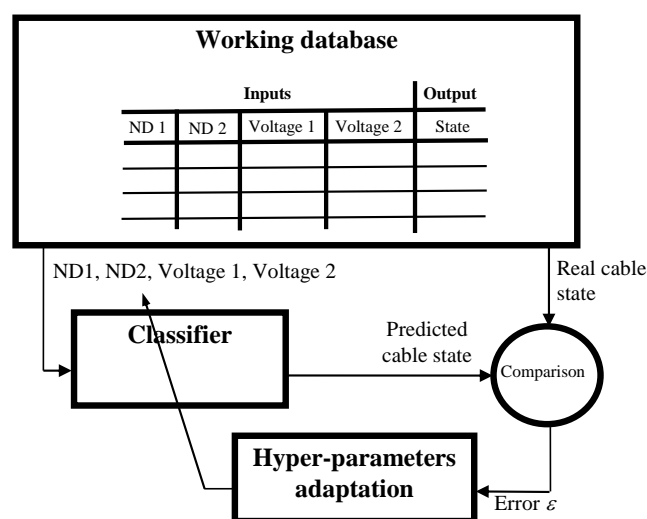 Working database
Inputs Output
ND 1 ND 2 Voltage 1 Voltage 2 State
ND1, ND2, Voltage 1, Voltage 2
Real cable
state
Classifier
Predicted
cable state
Comparison
Hyper-parameters
adaptation
Error ε